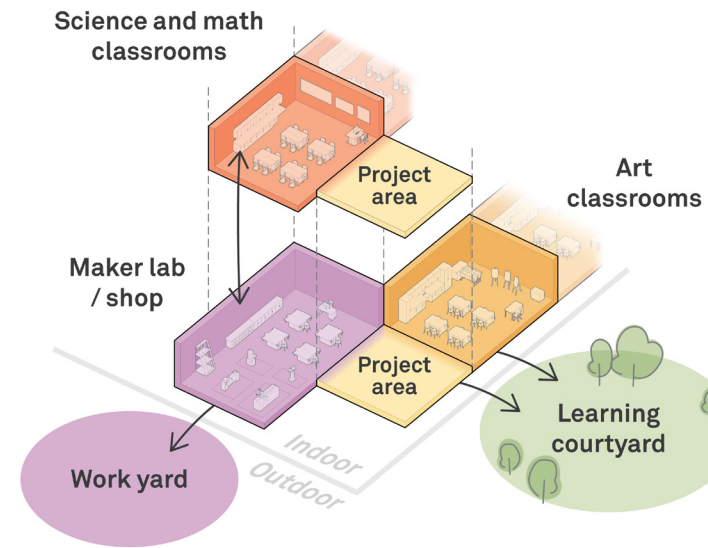 Science and math
classrooms
Project
area
Art
classrooms
Maker lab
/ shop
Project
area
Learning
courtyard
Indoor
Outdoor
Work yard